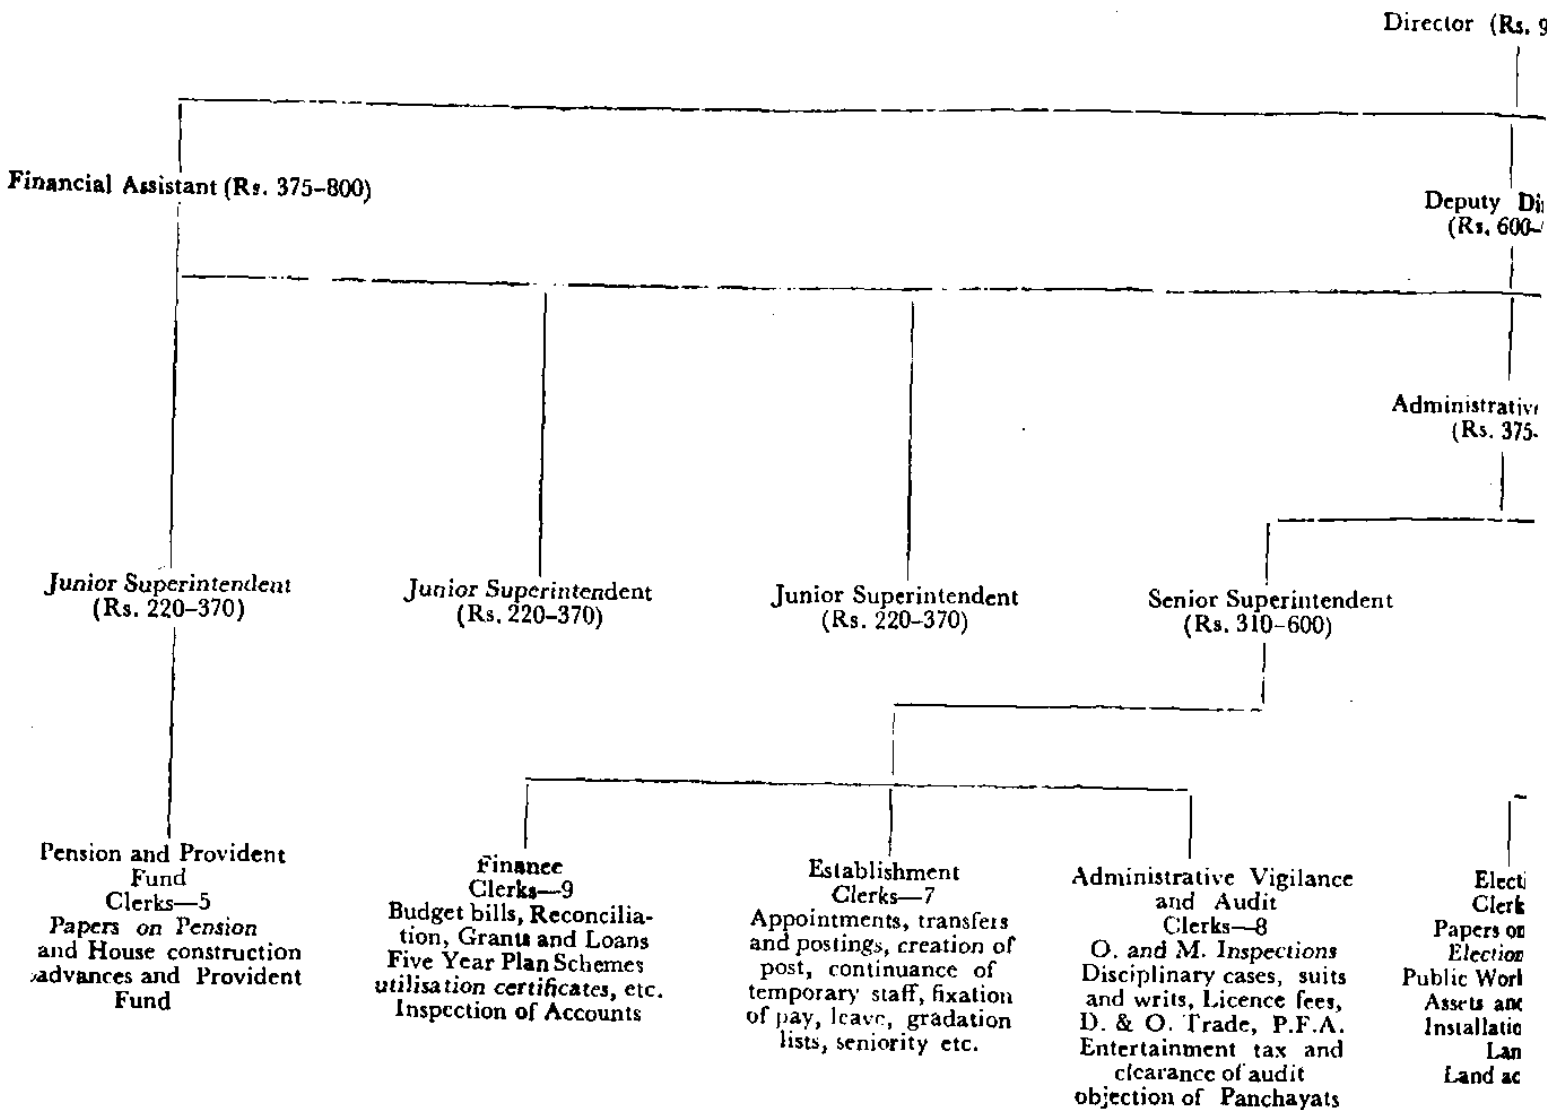 Director (Rs. 9
Financial Assistant (Rs. 375-800)
Deputy
(Rs. 600-
(Rs. 375-
Junior Superintendent
(Rs. 220-370)
Junior Superintendent
(Rs. 220-370)
Junior Superintendent
(Rs. 220-370)
Senior Superintendent
(Rs. 310-600)
Pension and Provident
Fund
Clerks—5
Papers on Pension
and House construction
advances and Provident
Fund
Finance
Clerks—9
Budget bills, Reconcilia-
tion, Grants and Loans
Five Year Plan Schemes
utilisation certificates, etc.
Inspection of Accounts
Establishment
Clerks—7
Appointments, transfers
and postings, creation of
post, continuance of
temporary staff, fixation
of pay, leave, gradation
lists, seniority etc.
Administrative Vigilance
and Audit
Clerks—8
O. and M. Inspections
Disciplinary cases, suits
and writs, Licence fees,
D. & O. Trade, P.F.A.
Entertainment tax and
clearance of audit
objection of Panchayats
Papers
Public
Assets
Land